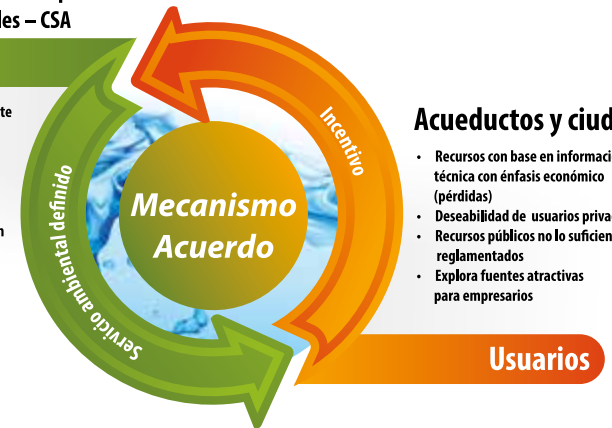 les – CSA
te
n
Servicio ambiental definido
Incentivo
Mecanismo
Acuerdo
Acueductos y ciud
• Recursos con base en informaci
técnica con énfasis económico
(pérdidas)
• Deseabilidad de usuarios priva
• Recursos públicos no lo suficien
reglamentados
• Explora fuentes atractivas
para empresarios
Usuarios